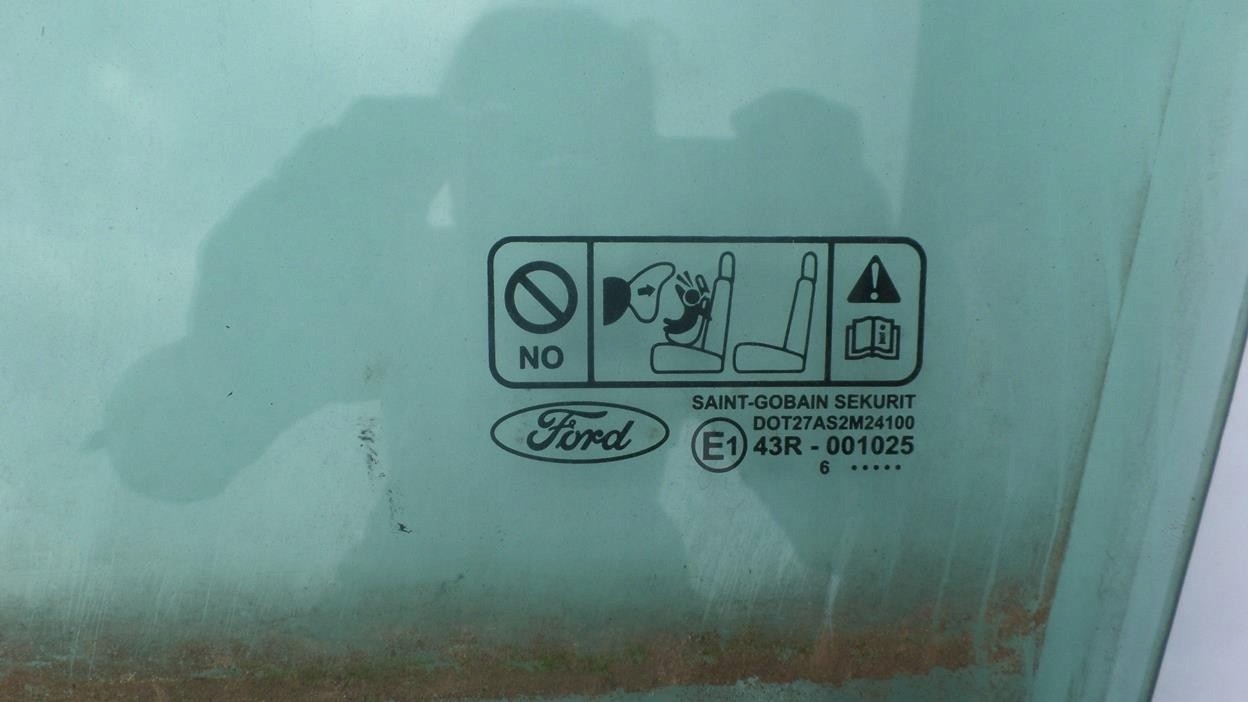 NO
i
Ford
SAINT-GOBAIN SEKURIT
DOT27AS2M24100
E1 43R - 001025
6 •••••